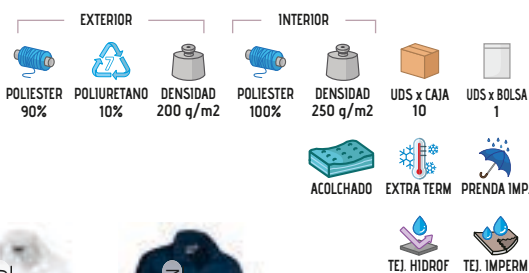 EXTERIOR INTERIOR
7
POLIESTER POLIURETANO DENSIDAD POLIESTER DENSIDAD UDS x CAJA UDS x BOLSA
90% 10% 200 g/m2 100% 250 g/m2 10 1
ACOLCHADO EXTRA TERM PRENDA IMP.
TEJ. HIDROF TEJ. IMPERM